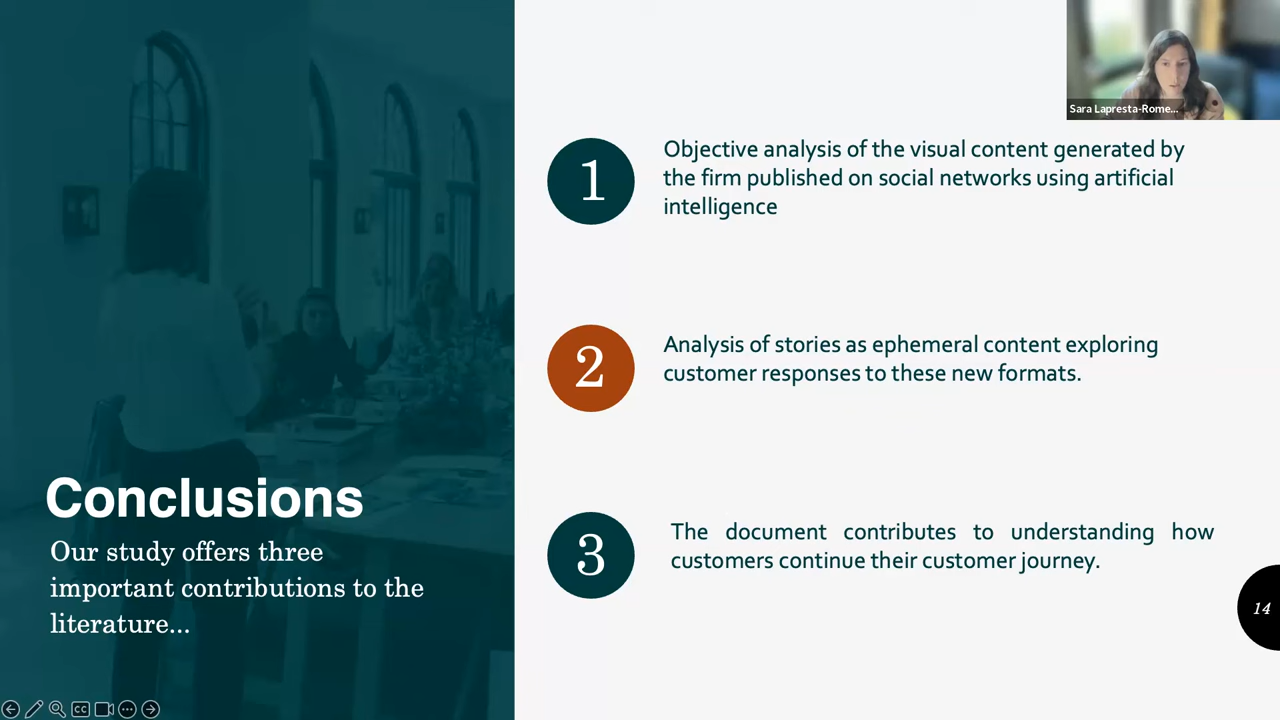 Sara Lapresta-Rome...
1
Objective analysis of the visual content generated by
the firm published on social networks using artificial
intelligence
2
Analysis of stories as ephemeral content exploring
customer responses to these new formats.
3
The document contributes to understanding how
customers continue their customer journey.
Conclusions
Our study offers three
important contributions to the
literature...
14
CC